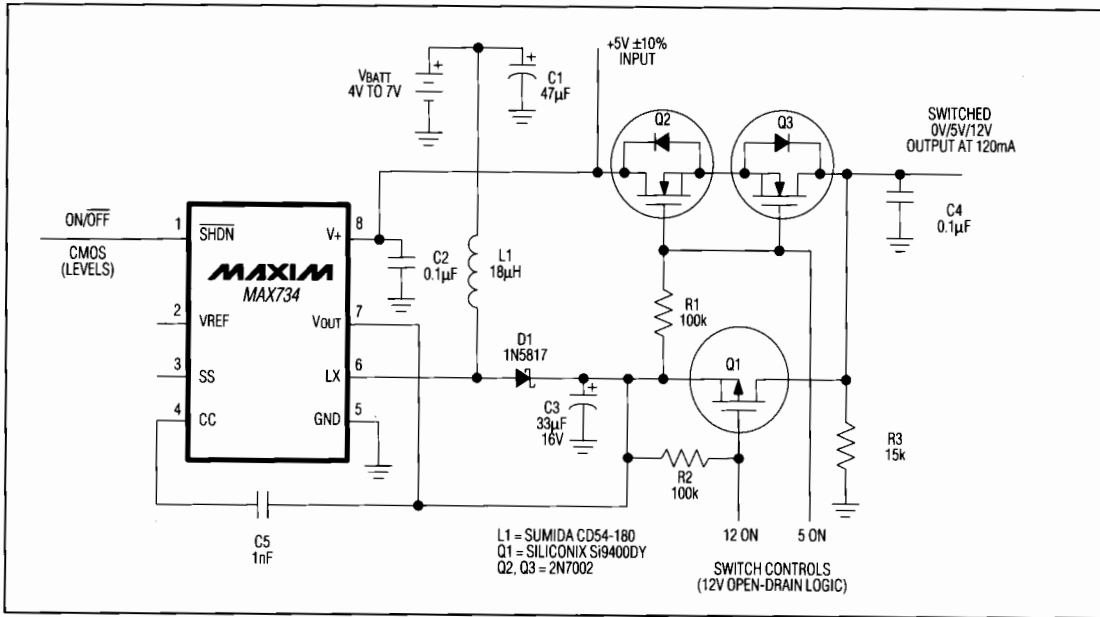 +5V ±10%
INPUT
VBATT
4V TO 7V
+
+
C1
47µF
Q2
Q3
SWITCHED
0V/5V/12V
OUTPUT AT 120mA
C4
0.1µF
ON/OFF
CMOS
(LEVELS)
1
SHDN
V+
8
MAXIM
MAX734
C2
0.1µF
L1
18µH
2
VREF
VOUT
7
3
SS
LX
6
4
CC
GND
5
R1
100k
D1
1N5817
Q1
+
C3
33µF
16V
R2
100k
R3
15k
C5
1nF
12 ON
5 ON
L1 = SUMIDA CD54-180
Q1 = SILICONIX Si9400DY
Q2, Q3 = 2N7002
SWITCH CONTROLS
(12V OPEN-DRAIN LOGIC)